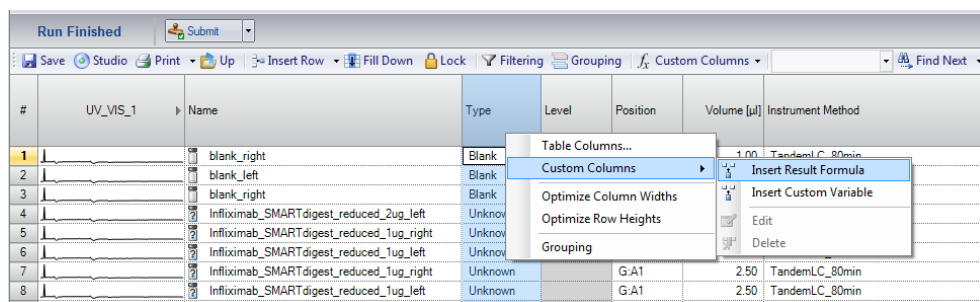 Run Finished Submit
Save Studio Print Up Insert Row Fill Down Lock Filtering Grouping fx Custom Columns Find Next
# UV_VIS_1 Name Type Level Position Volume [µl] Instrument Method
1 blank_right Blank 1.00 TandemLC_80min
2 blank_left Blank
3 blank_right Blank
4 Infliximab_SMARTdigest_reduced_2ug_left
5 Infliximab_SMARTdigest_reduced_1ug_right
6 Infliximab_SMARTdigest_reduced_1ug_left
7 Infliximab_SMARTdigest_reduced_1ug_right Unknown G:A1 2.50 TandemLC_80min
8 Infliximab_SMARTdigest_reduced_1ug_left Unknown G:A1 2.50 TandemLC_80min
Table Columns...
Custom Columns
Optimize Column Widths
Optimize Row Heights
Grouping
Insert Result Formula
Insert Custom Variable
Edit
Delete